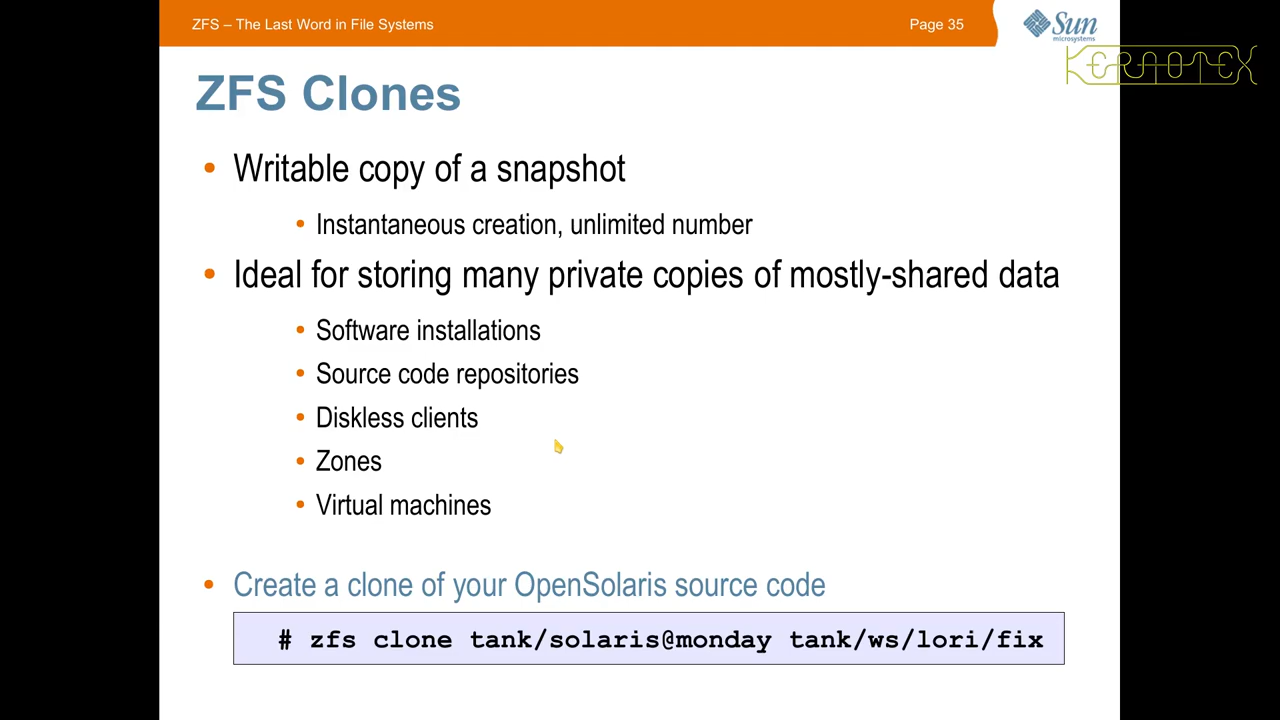 ZFS – The Last Word in File Systems
Page 35
Sun
microsystems
KERNOTEX
ZFS Clones
• Writable copy of a snapshot
• Instantaneous creation, unlimited number
• Ideal for storing many private copies of mostly-shared data
• Software installations
• Source code repositories
• Diskless clients
• Zones
• Virtual machines
• Create a clone of your OpenSolaris source code
# zfs clone tank/solaris@monday tank/ws/lori/fix